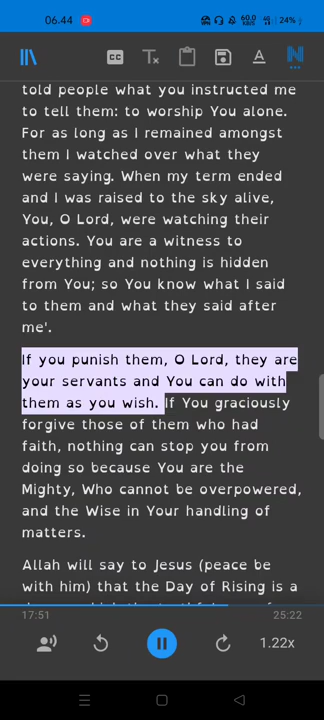 06.44
60.0
KB/S
4G
24%
CC
A
N
told people what you instructed me
to tell them: to worship You alone.
For as long as I remained amongst
them I watched over what they
were saying. When my term ended
and I was raised to the sky alive,
You, O Lord, were watching their
actions. You are a witness to
everything and nothing is hidden
from You; so You know what I said
to them and what they said after
me'.
If you punish them, O Lord, they are
your servants and You can do with
them as you wish. If You graciously
forgive those of them who had
faith, nothing can stop you from
doing so because You are the
Mighty, Who cannot be overpowered,
and the Wise in Your handling of
matters.
Allah will say to Jesus (peace be
with him) that the Day of Rising is a
17:51
25:22
1.22x